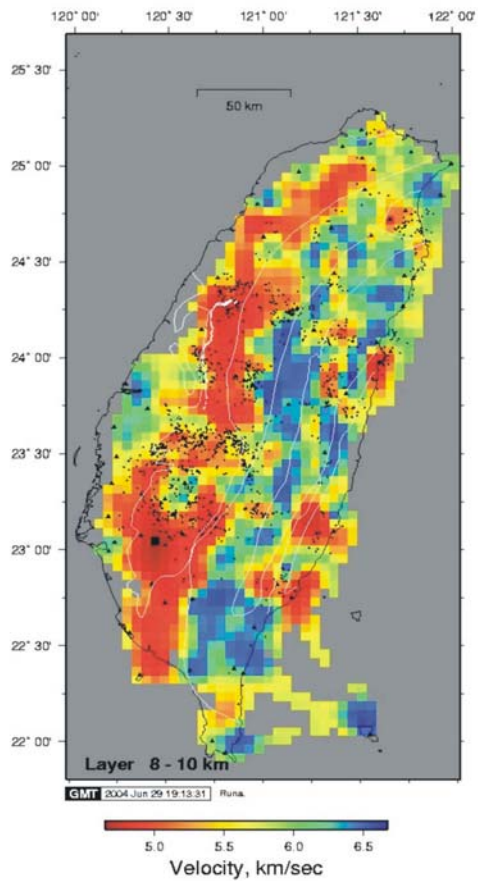 120° 00' 120° 30' 121° 00' 121° 30' 122° 00'
25° 30'
50 km
25° 00'
24° 30'
24° 00'
23° 30'
23° 00'
22° 30'
22° 00'
Layer 8 - 10 km
GMT 2004 Jun 29 19:13:31 Runa.
5.0 5.5 6.0 6.5
Velocity, km/sec